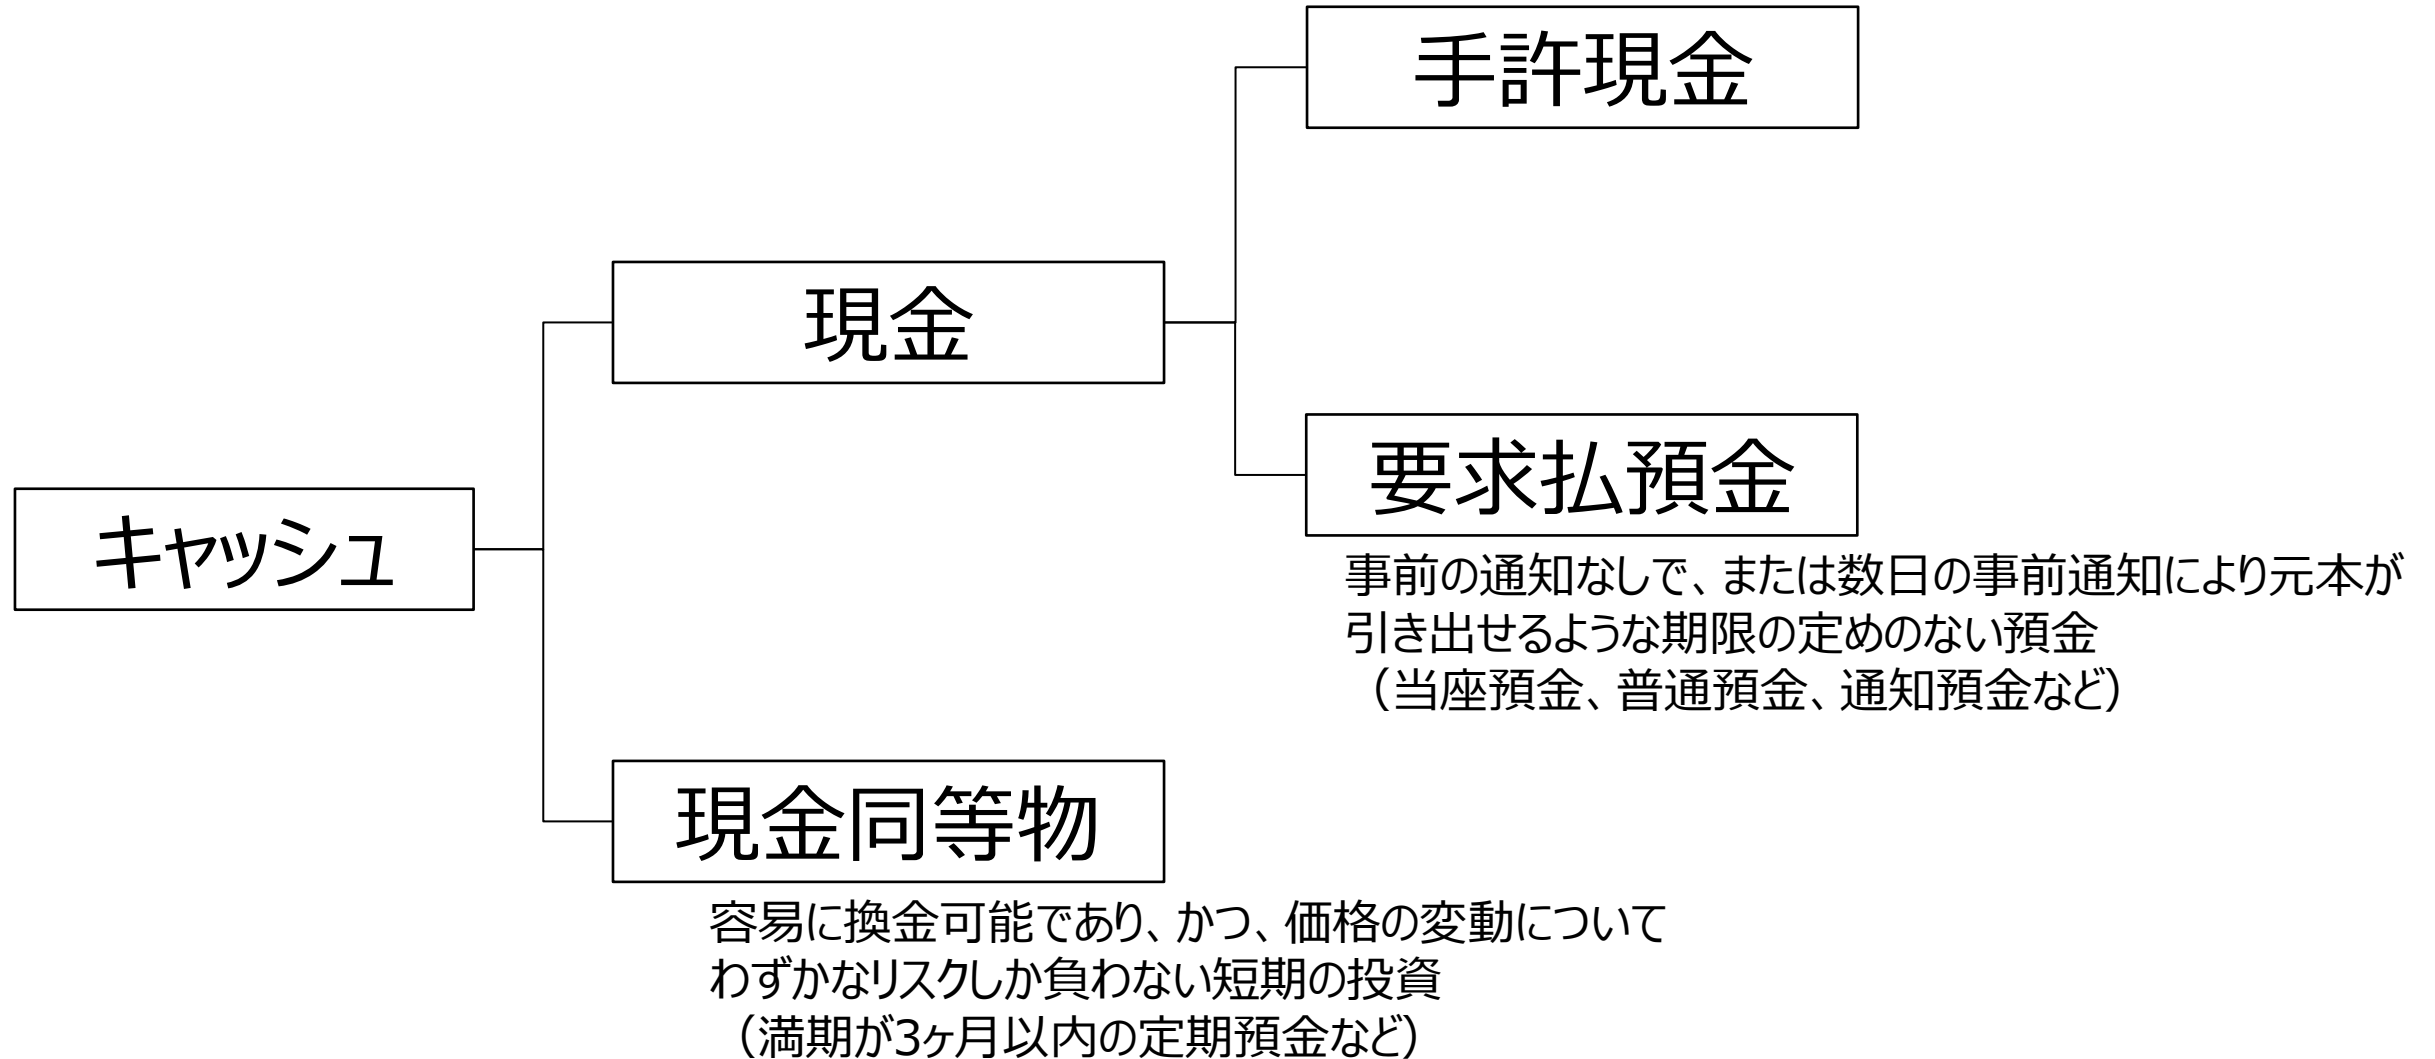 手許現金
現金
要求払預金
キャッシュ
事前の通知なしで、または数日の事前通知により元本が
引き出せるような期限の定めのない預金
（当座預金、普通預金、通知預金など）
現金同等物
容易に換金可能であり、かつ、価格の変動について
わずかなリスクしか負わない短期の投資
（満期が3ヶ月以内の定期預金など）